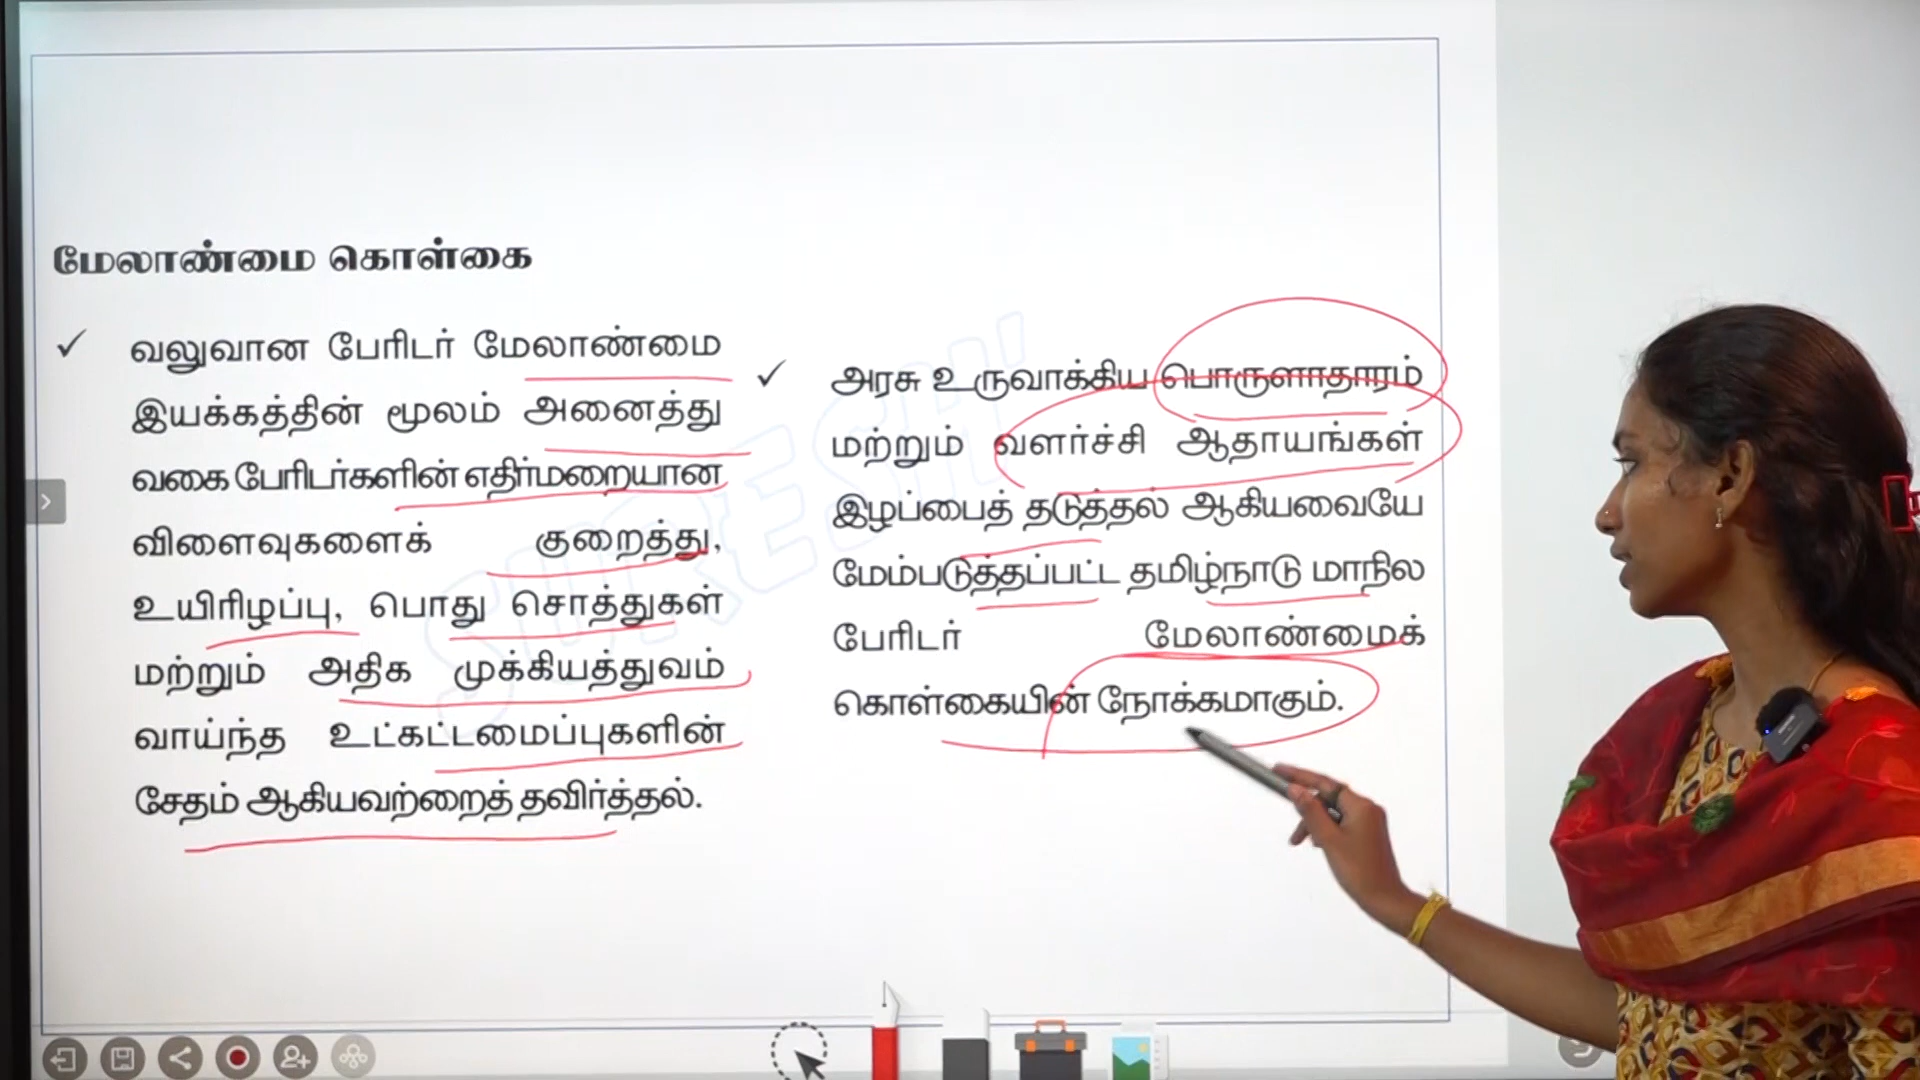 மேலாண்மை கொள்கை
✓ வலுவான பேரிடர் மேலாண்மை
இயக்கத்தின் மூலம் அனைத்து
வகை பேரிடர்களின் எதிர்மறையான
விளைவுகளைக் குறைத்து,
உயிரிழப்பு, பொது சொத்துகள்
மற்றும் அதிக முக்கியத்துவம்
வாய்ந்த உட்கட்டமைப்புகளின்
சேதம் ஆகியவற்றைத் தவிர்த்தல்.
✓ அரசு உருவாக்கிய பொருளாதாரம்
மற்றும் வளர்ச்சி ஆதாயங்கள்
இழப்பைத் தடுத்தல் ஆகியவையே
மேம்படுத்தப்பட்ட தமிழ்நாடு மாநில
பேரிடர் மேலாண்மைக்
கொள்கையின் நோக்கமாகும்.
SURESH'